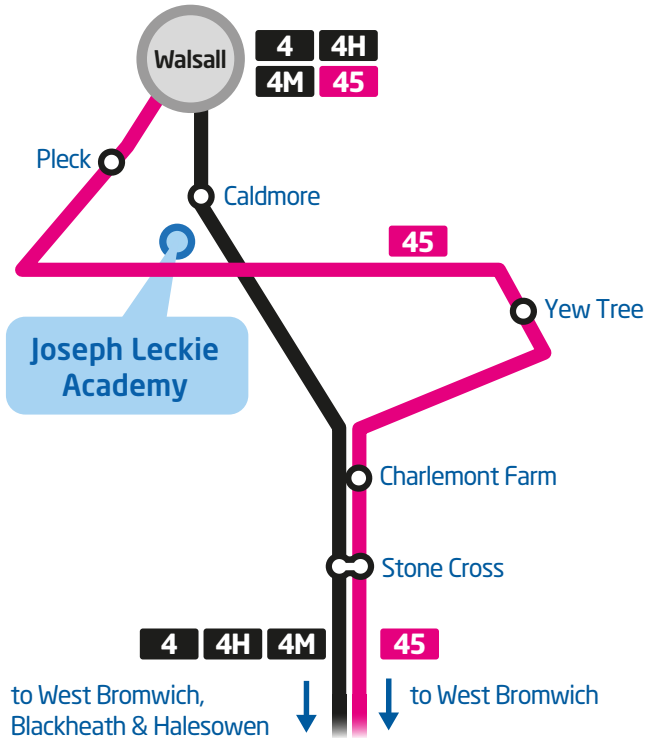 Walsall
4 4H
4M 45
Pleck
Caldmore
45
Yew Tree
Joseph Leckie
Academy
Charlemont Farm
Stone Cross
4 4H 4M 45
to West Bromwich,
Blackheath & Halesowen
to West Bromwich